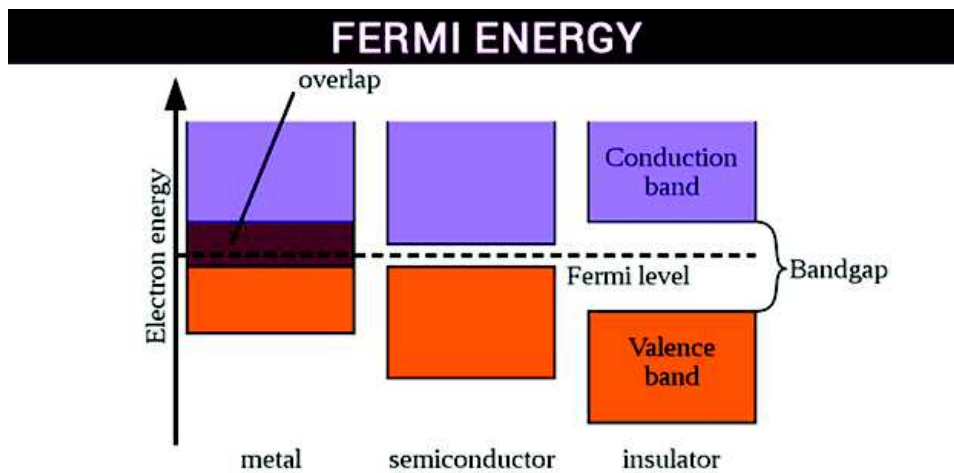 FERMI ENERGY
overlap
Electron energy
Conduction
band
Fermi level
Bandgap
Valence
band
metal
semiconductor
insulator